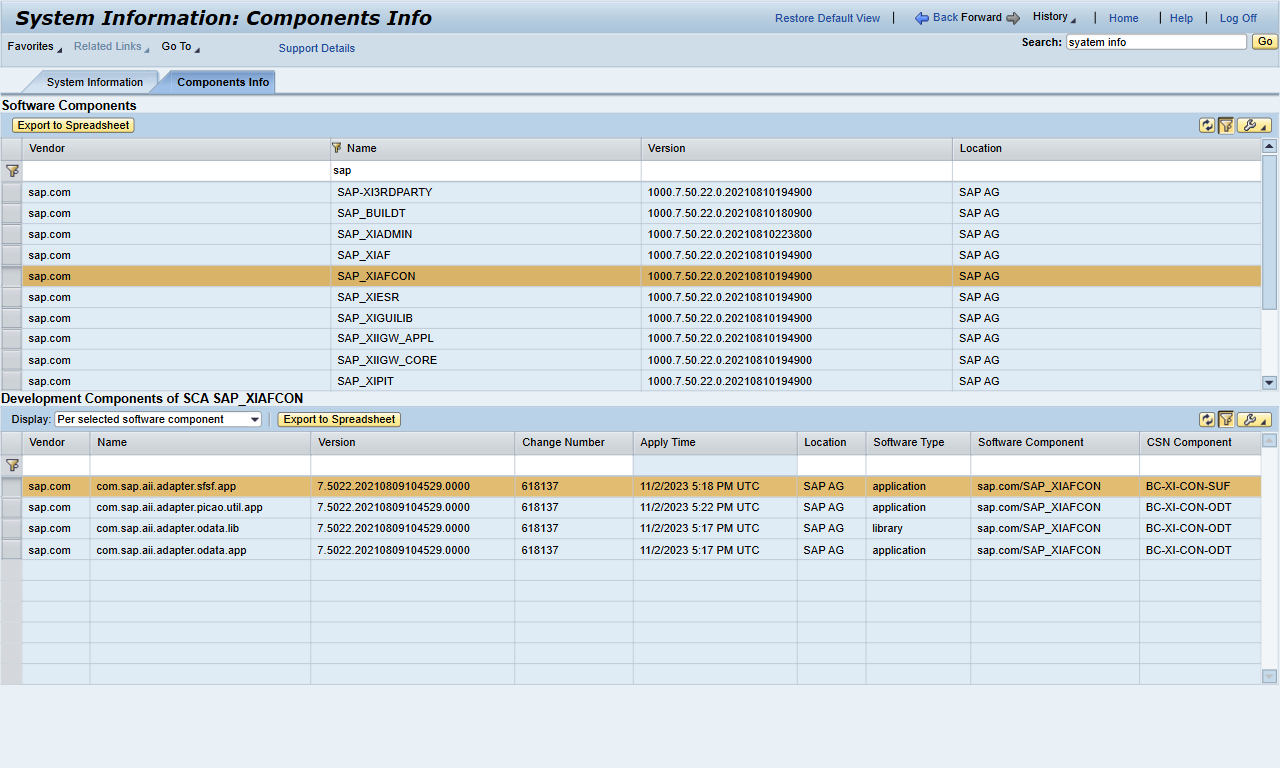 System Information: Components Info
Restore Default View | Back Forward History | Home | Help | Log Off
Favorites Related Links Go To Support Details Search: syatem info Go
System Information Components Info
Software Components
Export to Spreadsheet
Vendor Name Version Location
sap
sap.com SAP-XI3RDPARTY 1000.7.50.22.0.20210810194900 SAP AG
sap.com SAP_BUILDT 1000.7.50.22.0.20210810180900 SAP AG
sap.com SAP_XIADMIN 1000.7.50.22.0.20210810223800 SAP AG
sap.com SAP_XIAF 1000.7.50.22.0.20210810194900 SAP AG
sap.com SAP_XIAFCON 1000.7.50.22.0.20210810194900 SAP AG
sap.com SAP_XIESR 1000.7.50.22.0.20210810194900 SAP AG
sap.com SAP_XIGUILIB 1000.7.50.22.0.20210810194900 SAP AG
sap.com SAP_XIIGW_APPL 1000.7.50.22.0.20210810194900 SAP AG
sap.com SAP_XIIGW_CORE 1000.7.50.22.0.20210810194900 SAP AG
sap.com SAP_XIPIT 1000.7.50.22.0.20210810194900 SAP AG
Development Components of SCA SAP_XIAFCON
Display: Per selected software component Export to Spreadsheet
Vendor Name Version Change Number Apply Time Location Software Type Software Component CSN Component
sap.com com.sap.aii.adapter.sfsf.app 7.5022.20210809104529.0000 618137 11/2/2023 5:18 PM UTC SAP AG application sap.com/SAP_XIAFCON BC-XI-CON-SUF
sap.com com.sap.aii.adapter.picao.util.app 7.5022.20210809104529.0000 618137 11/2/2023 5:22 PM UTC SAP AG application sap.com/SAP_XIAFCON BC-XI-CON-ODT
sap.com com.sap.aii.adapter.odata.lib 7.5022.20210809104529.0000 618137 11/2/2023 5:17 PM UTC SAP AG library sap.com/SAP_XIAFCON BC-XI-CON-ODT
sap.com com.sap.aii.adapter.odata.app 7.5022.20210809104529.0000 618137 11/2/2023 5:17 PM UTC SAP AG application sap.com/SAP_XIAFCON BC-XI-CON-ODT